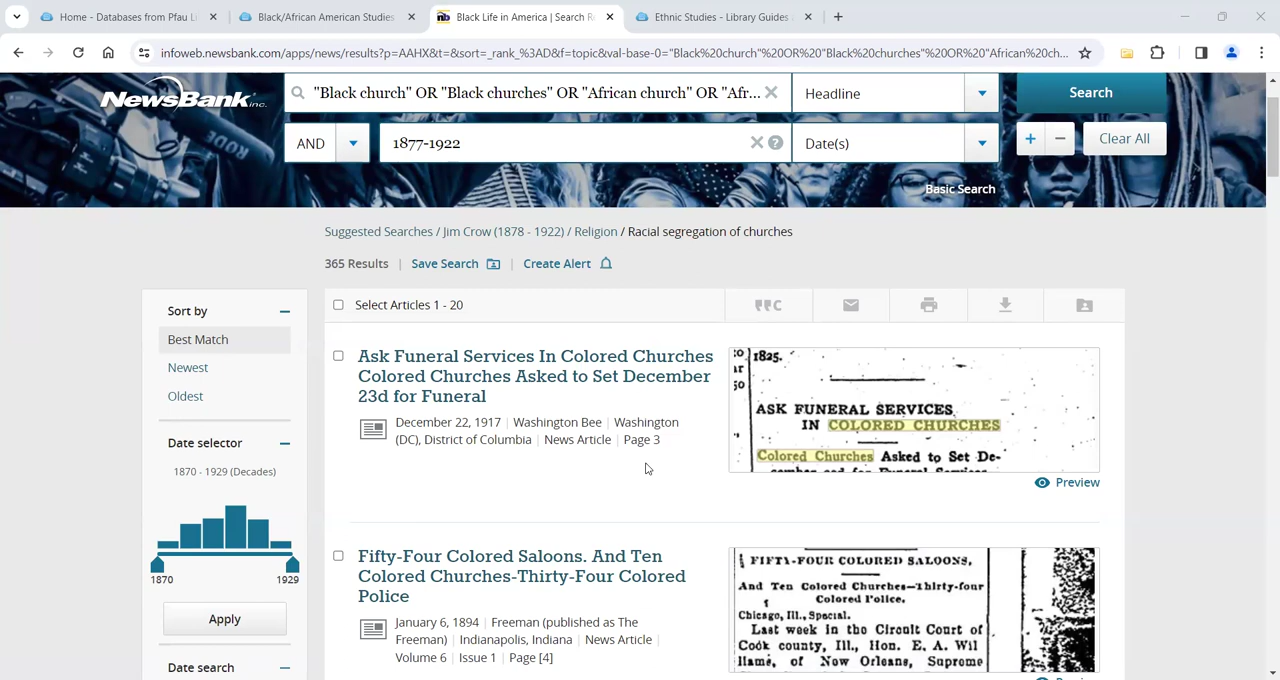 Home - Databases from Pfau Li
Black/African American Studies
Black Life in America | Search R
Ethnic Studies - Library Guides
infoweb.newsbank.com/apps/news/results?p=AAHX&t=&sort=_rank_%3AD&f=topic&val-base-0="Black%20church"%20OR%20"Black%20churches"%20OR%20"African%20ch...
NewsBank, inc.
"Black church" OR "Black churches" OR "African church" OR "Afr...
Headline
Search
AND
1877-1922
Date(s)
+ −
Clear All
Basic Search
Suggested Searches / Jim Crow (1878 - 1922) / Religion / Racial segregation of churches
365 Results | Save Search | Create Alert
Sort by
Best Match
Newest
Oldest
Date selector
1870 - 1929 (Decades)
1870 1929
Apply
Date search
Select Articles 1 - 20
Ask Funeral Services In Colored Churches
Colored Churches Asked to Set December
23d for Funeral
December 22, 1917 | Washington Bee | Washington
(DC), District of Columbia | News Article | Page 3
1825.
ASK FUNERAL SERVICES
IN COLORED CHURCHES
Colored Churches Asked to Set De-
cember 23d for Funeral Services
Preview
Fifty-Four Colored Saloons. And Ten
Colored Churches-Thirty-Four Colored
Police
January 6, 1894 | Freeman (published as The
Freeman) | Indianapolis, Indiana | News Article |
Volume 6 | Issue 1 | Page [4]
FIFTY-FOUR COLORED SALOONS,
And Ten Colored Churches—Thirty-four
Colored Police.
Chicago, Ill., Special.
Last week in the Circuit Court of
Cook county, Ill., Hon. E. A. Wil
liams, of New Orleans, Supreme